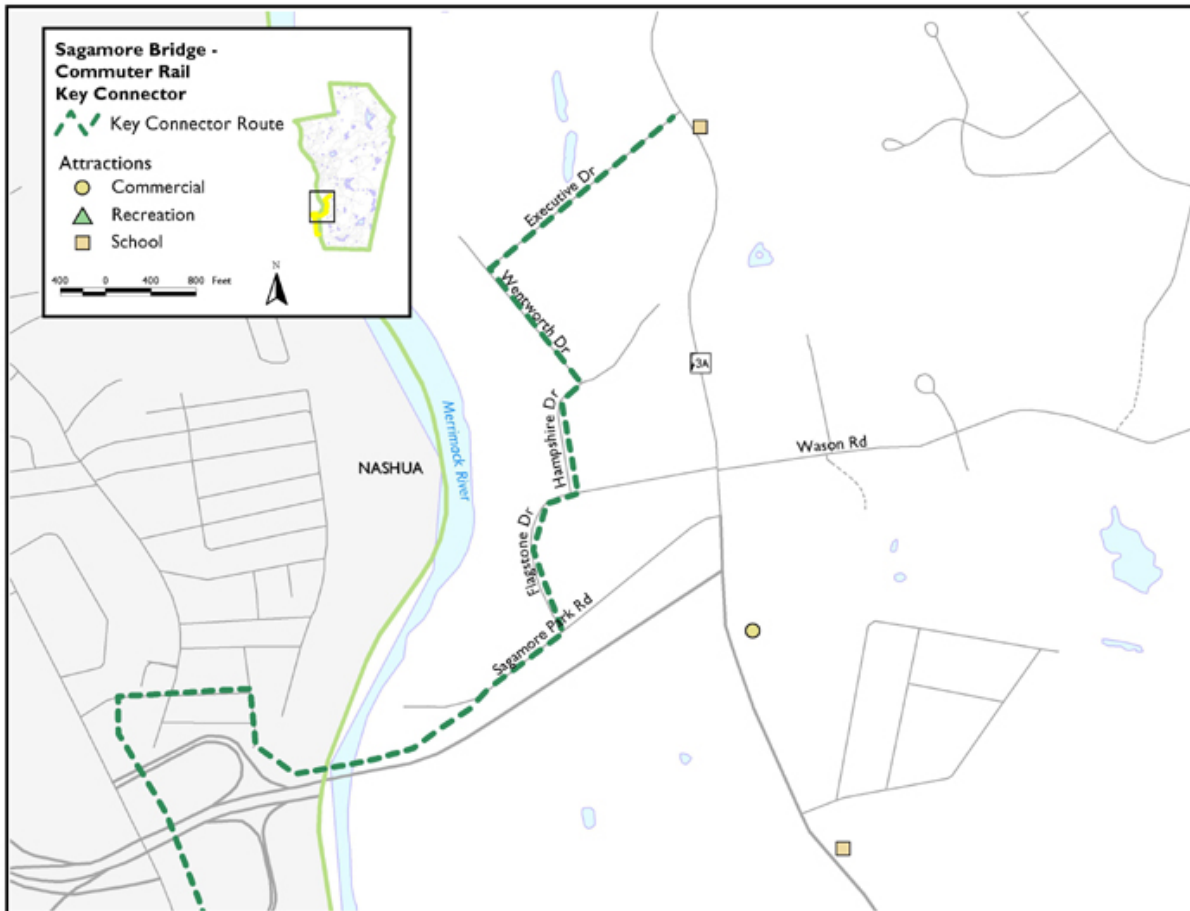 Sagamore Bridge -
Commuter Rail
Key Connector
Key Connector Route
Attractions
Commercial
Recreation
School
400 0 400 800 Feet
N
Executive Dr
Wentworth Dr
3A
Hampshire Dr
Wason Rd
Merrimack River
NASHUA
Flagstone Dr
Sagamore Park Rd